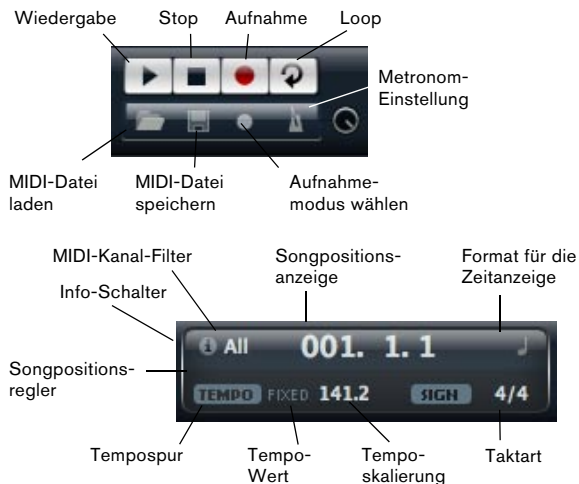 Wiedergabe
Stop
Aufnahme
Loop
Metronom-
Einstellung
MIDI-Datei
laden
MIDI-Datei
speichern
Aufnahme-
modus wählen
MIDI-Kanal-Filter
Songpositions-
anzeige
Format für die
Zeitanzeige
Info-Schalter
Songpositions-
regler
All 001. 1. 1
TEMPO FIXED 141.2 SIGN 4/4
Tempospur
Tempo-
Wert
Tempo-
skalierung
Taktart